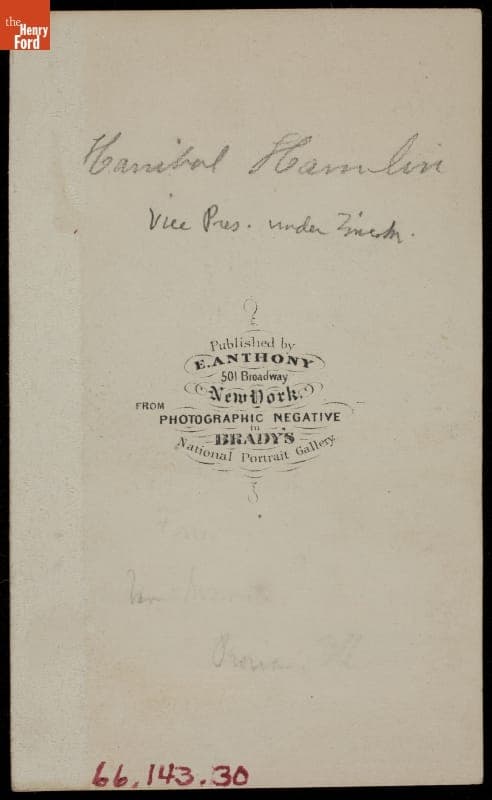 the
Henry
Ford
Hanibal Hamlin
Vice Pres. under Lincoln.
Published by
E. ANTHONY
501 Broadway
New York.
FROM
PHOTOGRAPHIC NEGATIVE
in
BRADY'S
National Portrait Gallery.
66.143.30